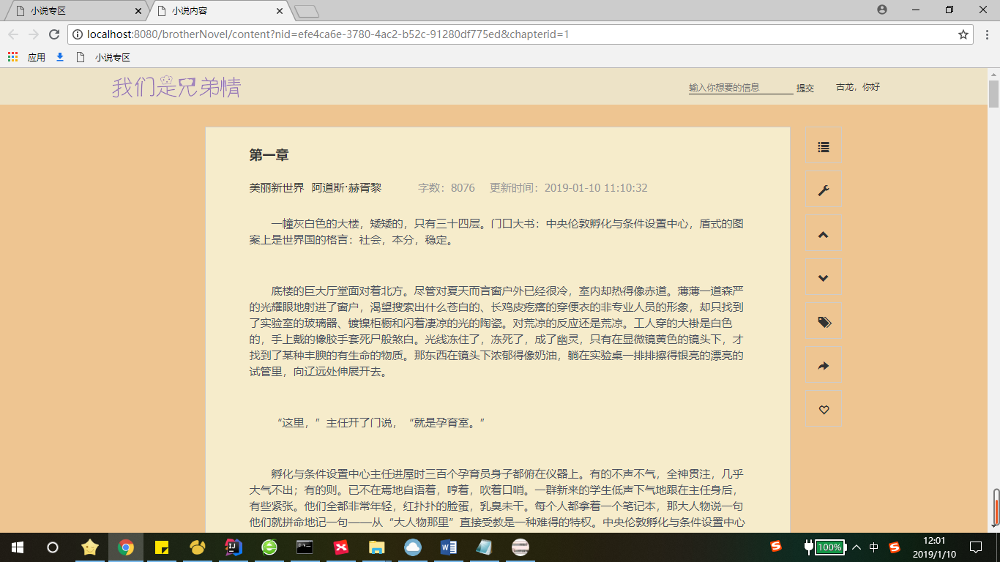 小说专区
小说内容
localhost:8080/brotherNovel/content?nid=efe4ca6e-3780-4ac2-b52c-91280df775ed&chapterid=1
应用 小说专区
我们是兄弟情
输入你想要的信息 提交 古龙，你好
第一章
美丽新世界 阿道斯·赫胥黎 字数：8076 更新时间：2019-01-10 11:10:32
一幢灰白色的大楼，矮矮的，只有三十四层。门口大书：中央伦敦孵化与条件设置中心，盾式的图
案上是世界国的格言：社会，本分，稳定。
底楼的巨大厅堂面对着北方。尽管对夏天而言窗户外已经很冷，室内却热得像赤道。薄薄一道森严
的光耀眼地射进了窗户，渴望搜索出什么苍白的、长鸡皮疙瘩的穿便衣的非专业人员的形象，却只找到
了实验室的玻璃器、镀镍柜橱和闪着凄凉的光的陶瓷。对荒凉的反应还是荒凉。工人穿的大褂是白色
的，手上戴的橡胶手套死尸般煞白。光线冻住了，冻死了，成了幽灵，只有在显微镜黄色的镜头下，才
找到了某种丰腴的有生命的物质。那东西在镜头下浓郁得像奶油，躺在实验桌一排排擦得银亮的漂亮的
试管里，向辽远处伸展开去。
“这里，”主任开了门说，“就是孕育室。”
孵化与条件设置中心主任进屋时三百个孕育员身子都俯在仪器上。有的不声不气，全神贯注，几乎
大气不出；有的则。已不在焉地自语着，哼着，吹着口哨。一群新来的学生低声下气地跟在主任身后，
有些紧张。他们全都非常年轻，红扑扑的脸蛋，乳臭未干。每个人都拿着一个笔记本，那大人物说一句
他们就拼命地记一句——从“大人物那里”直接受教是一种难得的特权。中央伦敦孵化与条件设置中心
100% 中 12:01
2019/1/10